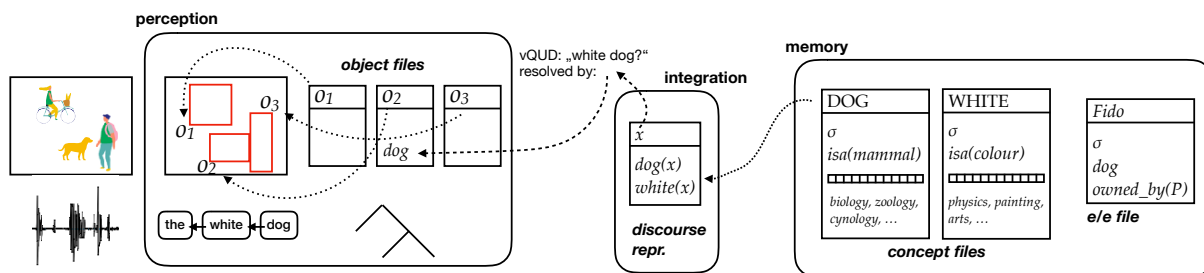 perception
object files
o1
o2
o3
o1
o2
o3
dog
the
white
dog
vQUD: „white dog?“
resolved by:
integration
x
dog(x)
white(x)
discourse
repr.
memory
DOG
σ
isa(mammal)
biology, zoology,
cynology, …
WHITE
σ
isa(colour)
physics, painting,
arts, …
concept files
Fido
σ
dog
owned_by(P)
e/e file